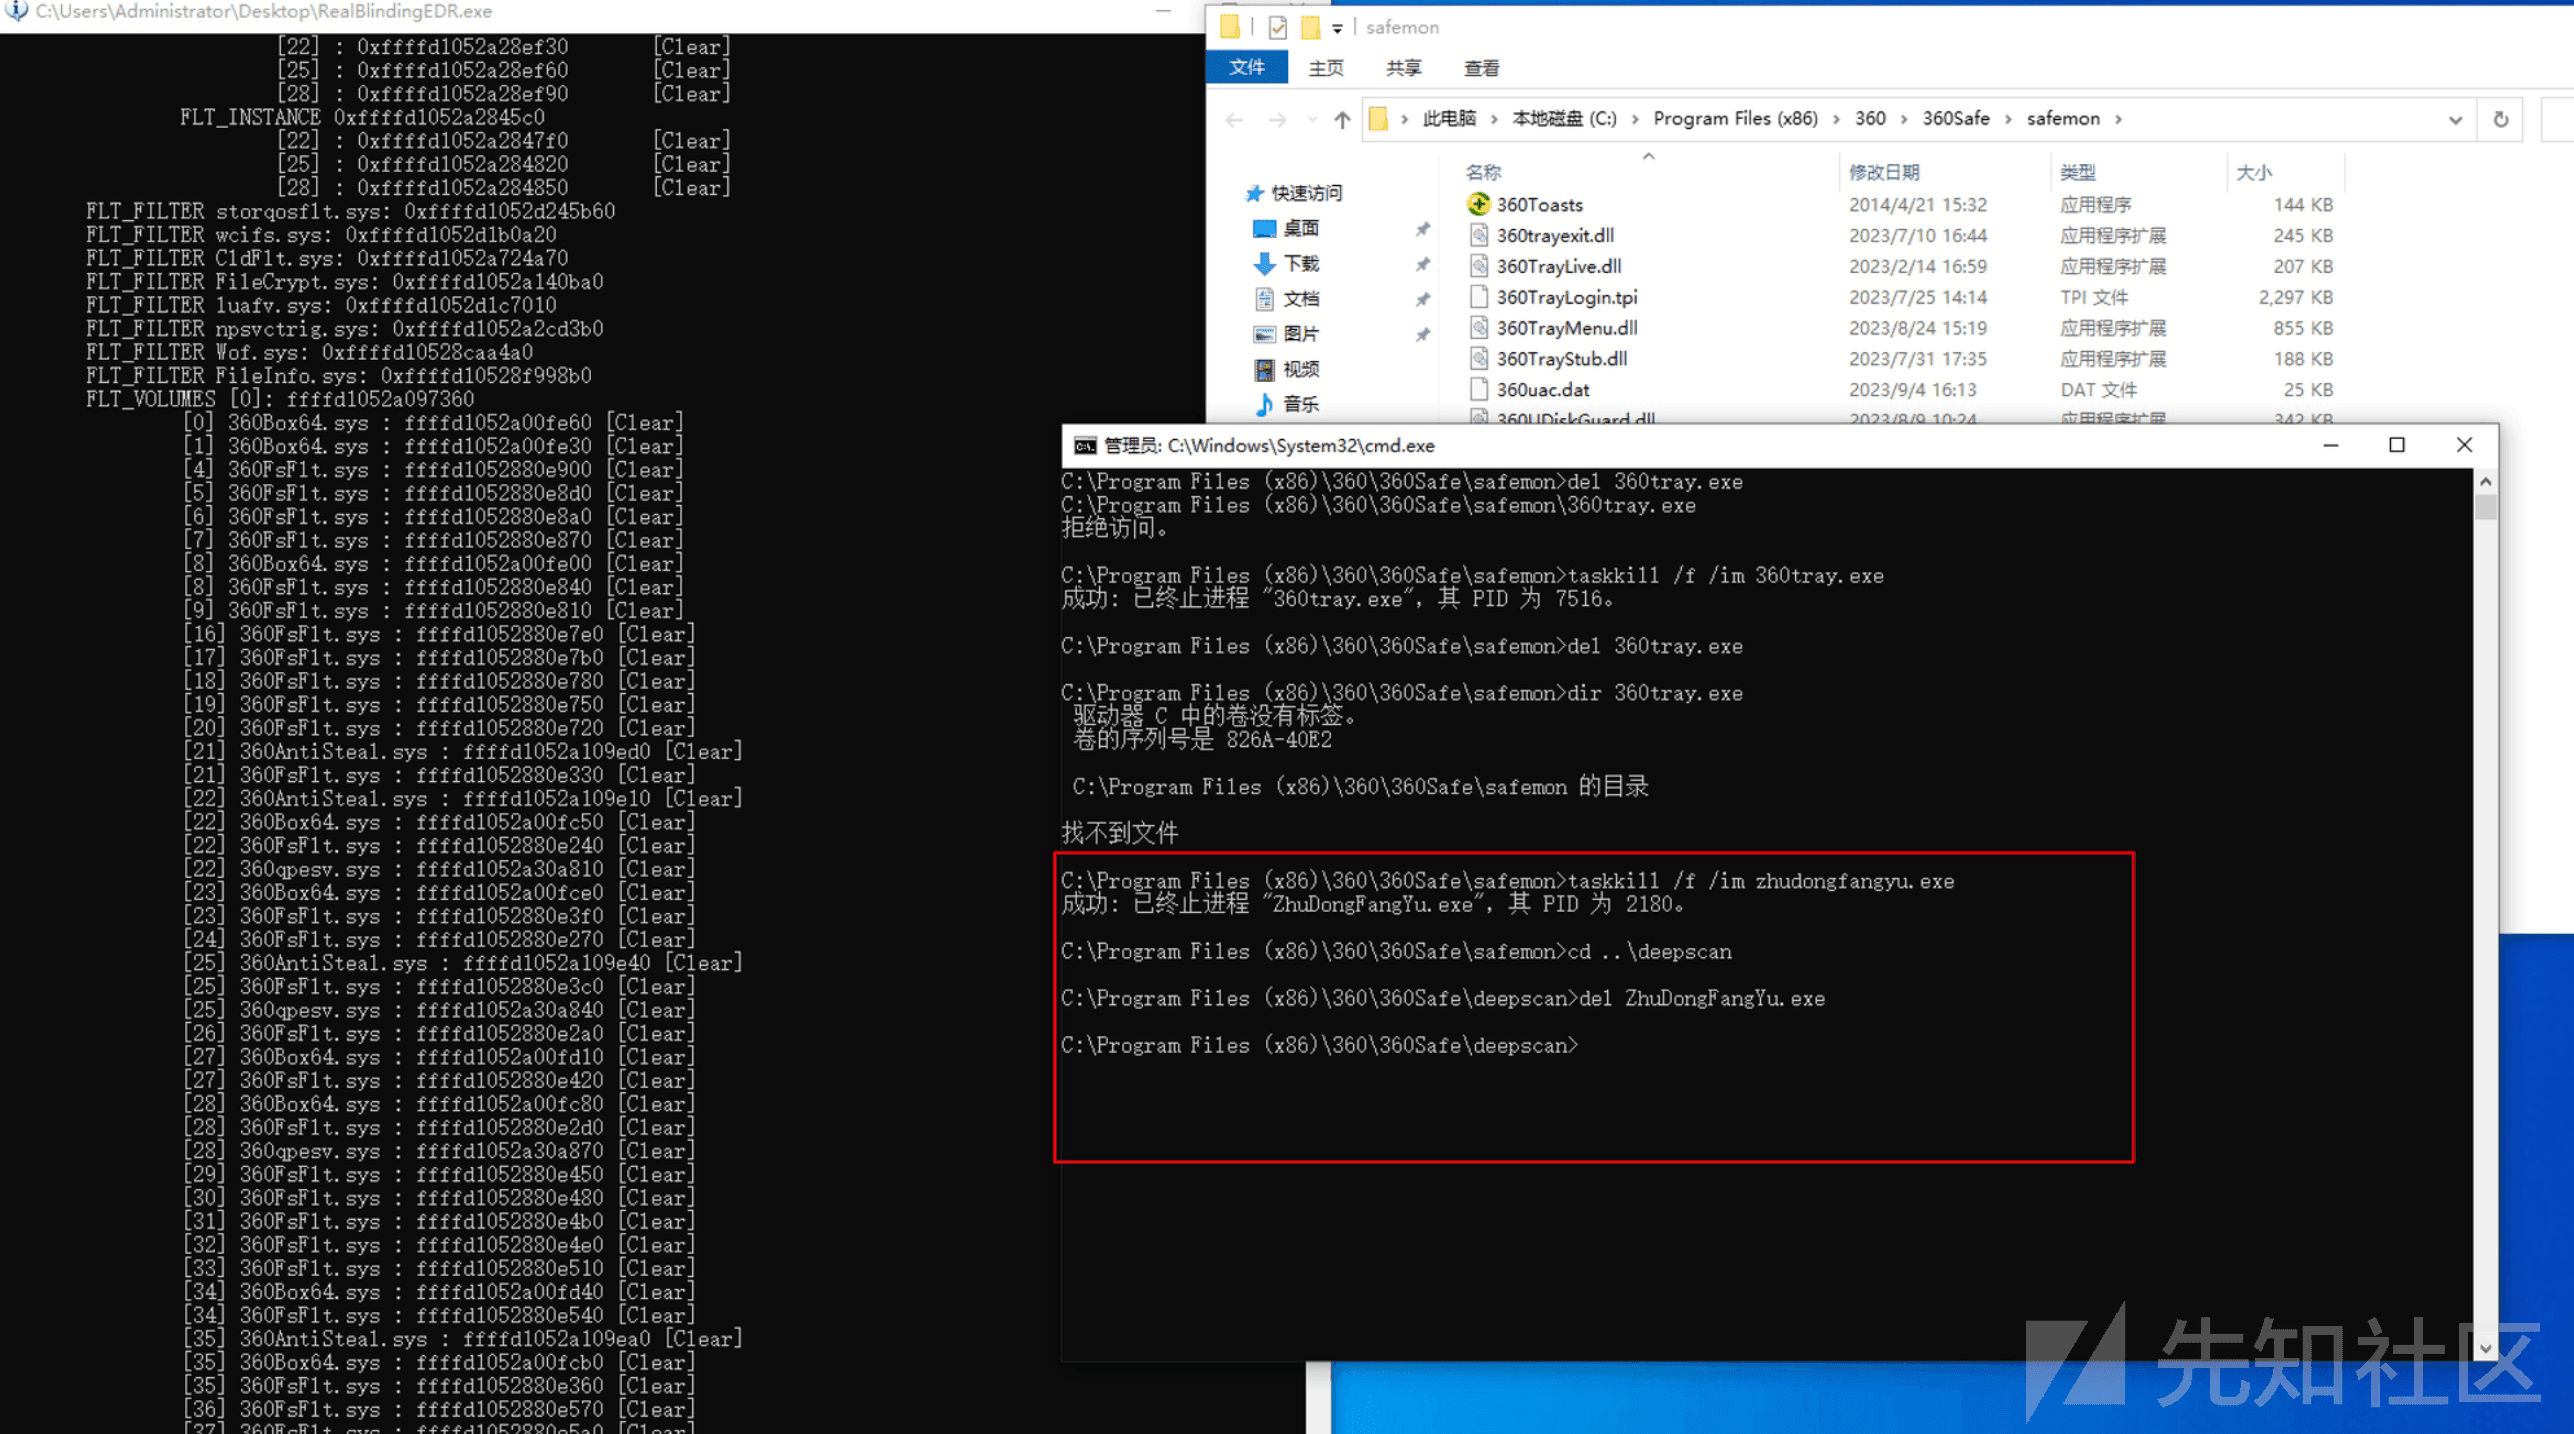 C:\Users\Administrator\Desktop\RealBlindingEDR.exe
[22] : 0xffffd1052a28ef30 [Clear]
[25] : 0xffffd1052a28ef60 [Clear]
[28] : 0xffffd1052a28ef90 [Clear]
FLT_INSTANCE 0xffffd1052a2845c0
[22] : 0xffffd1052a2847f0 [Clear]
[25] : 0xffffd1052a284820 [Clear]
[28] : 0xffffd1052a284850 [Clear]
FLT_FILTER storqosflt.sys: 0xffffd1052d245b60
FLT_FILTER wcifs.sys: 0xffffd1052d1b0a20
FLT_FILTER CldFlt.sys: 0xffffd1052a724a70
FLT_FILTER FileCrypt.sys: 0xffffd1052a140ba0
FLT_FILTER luafv.sys: 0xffffd1052d1c7010
FLT_FILTER npsvctrig.sys: 0xffffd1052a2cd3b0
FLT_FILTER Wof.sys: 0xffffd10528caa4a0
FLT_FILTER FileInfo.sys: 0xffffd10528f998b0
FLT_VOLUMES [0]: ffffd1052a097360
[0] 360Box64.sys : ffffd1052a00fe60 [Clear]
[1] 360Box64.sys : ffffd1052a00fe30 [Clear]
[4] 360FsFlt.sys : ffffd1052880e900 [Clear]
[5] 360FsFlt.sys : ffffd1052880e8d0 [Clear]
[6] 360FsFlt.sys : ffffd1052880e8a0 [Clear]
[7] 360FsFlt.sys : ffffd1052880e870 [Clear]
[8] 360Box64.sys : ffffd1052a00fe00 [Clear]
[8] 360FsFlt.sys : ffffd1052880e840 [Clear]
[9] 360FsFlt.sys : ffffd1052880e810 [Clear]
[16] 360FsFlt.sys : ffffd1052880e7e0 [Clear]
[17] 360FsFlt.sys : ffffd1052880e7b0 [Clear]
[18] 360FsFlt.sys : ffffd1052880e780 [Clear]
[19] 360FsFlt.sys : ffffd1052880e750 [Clear]
[20] 360FsFlt.sys : ffffd1052880e720 [Clear]
[21] 360AntiSteal.sys : ffffd1052a109ed0 [Clear]
[21] 360FsFlt.sys : ffffd1052880e330 [Clear]
[22] 360AntiSteal.sys : ffffd1052a109e10 [Clear]
[22] 360Box64.sys : ffffd1052a00fc50 [Clear]
[22] 360FsFlt.sys : ffffd1052880e240 [Clear]
[22] 360qpesv.sys : ffffd1052a30a810 [Clear]
[23] 360Box64.sys : ffffd1052a00fce0 [Clear]
[23] 360FsFlt.sys : ffffd1052880e3f0 [Clear]
[24] 360FsFlt.sys : ffffd1052880e270 [Clear]
[25] 360AntiSteal.sys : ffffd1052a109e40 [Clear]
[25] 360FsFlt.sys : ffffd1052880e3c0 [Clear]
[25] 360qpesv.sys : ffffd1052a30a840 [Clear]
[26] 360FsFlt.sys : ffffd1052880e2a0 [Clear]
[27] 360Box64.sys : ffffd1052a00fd10 [Clear]
[27] 360FsFlt.sys : ffffd1052880e420 [Clear]
[28] 360Box64.sys : ffffd1052a00fc80 [Clear]
[28] 360FsFlt.sys : ffffd1052880e2d0 [Clear]
[28] 360qpesv.sys : ffffd1052a30a870 [Clear]
[29] 360FsFlt.sys : ffffd1052880e450 [Clear]
[30] 360FsFlt.sys : ffffd1052880e480 [Clear]
[31] 360FsFlt.sys : ffffd1052880e4b0 [Clear]
[32] 360FsFlt.sys : ffffd1052880e4e0 [Clear]
[33] 360FsFlt.sys : ffffd1052880e510 [Clear]
[34] 360Box64.sys : ffffd1052a00fd40 [Clear]
[34] 360FsFlt.sys : ffffd1052880e540 [Clear]
[35] 360AntiSteal.sys : ffffd1052a109ea0 [Clear]
[35] 360Box64.sys : ffffd1052a00fcb0 [Clear]
[35] 360FsFlt.sys : ffffd1052880e360 [Clear]
[36] 360FsFlt.sys : ffffd1052880e570 [Clear]
[37] 360FsFlt.sys : ffffd1052880e5a0 [Clear]
safemon
文件 主页 共享 查看
此电脑 本地磁盘 (C:) Program Files (x86) 360 360Safe safemon
快速访问
桌面
下载
文档
图片
视频
音乐
名称 修改日期 类型 大小
360Toasts 2014/4/21 15:32 应用程序 144 KB
360trayexit.dll 2023/7/10 16:44 应用程序扩展 245 KB
360TrayLive.dll 2023/2/14 16:59 应用程序扩展 207 KB
360TrayLogin.tpi 2023/7/25 14:14 TPI 文件 2,297 KB
360TrayMenu.dll 2023/8/24 15:19 应用程序扩展 855 KB
360TrayStub.dll 2023/7/31 17:35 应用程序扩展 188 KB
360uac.dat 2023/9/4 16:13 DAT 文件 25 KB
360UDiskGuard.dll 2023/8/9 10:24 应用程序扩展 342 KB
管理员: C:\Windows\System32\cmd.exe
C:\Program Files (x86)\360\360Safe\safemon>del 360tray.exe
C:\Program Files (x86)\360\360Safe\safemon\360tray.exe
拒绝访问。
C:\Program Files (x86)\360\360Safe\safemon>taskkill /f /im 360tray.exe
成功: 已终止进程 "360tray.exe"，其 PID 为 7516。
C:\Program Files (x86)\360\360Safe\safemon>del 360tray.exe
C:\Program Files (x86)\360\360Safe\safemon>dir 360tray.exe
驱动器 C 中的卷没有标签。
卷的序列号是 826A-40E2
C:\Program Files (x86)\360\360Safe\safemon 的目录
找不到文件
C:\Program Files (x86)\360\360Safe\safemon>taskkill /f /im zhudongfangyu.exe
成功: 已终止进程 "ZhuDongFangYu.exe"，其 PID 为 2180。
C:\Program Files (x86)\360\360Safe\safemon>cd ..\deepscan
C:\Program Files (x86)\360\360Safe\deepscan>del ZhuDongFangYu.exe
C:\Program Files (x86)\360\360Safe\deepscan>
先知社区